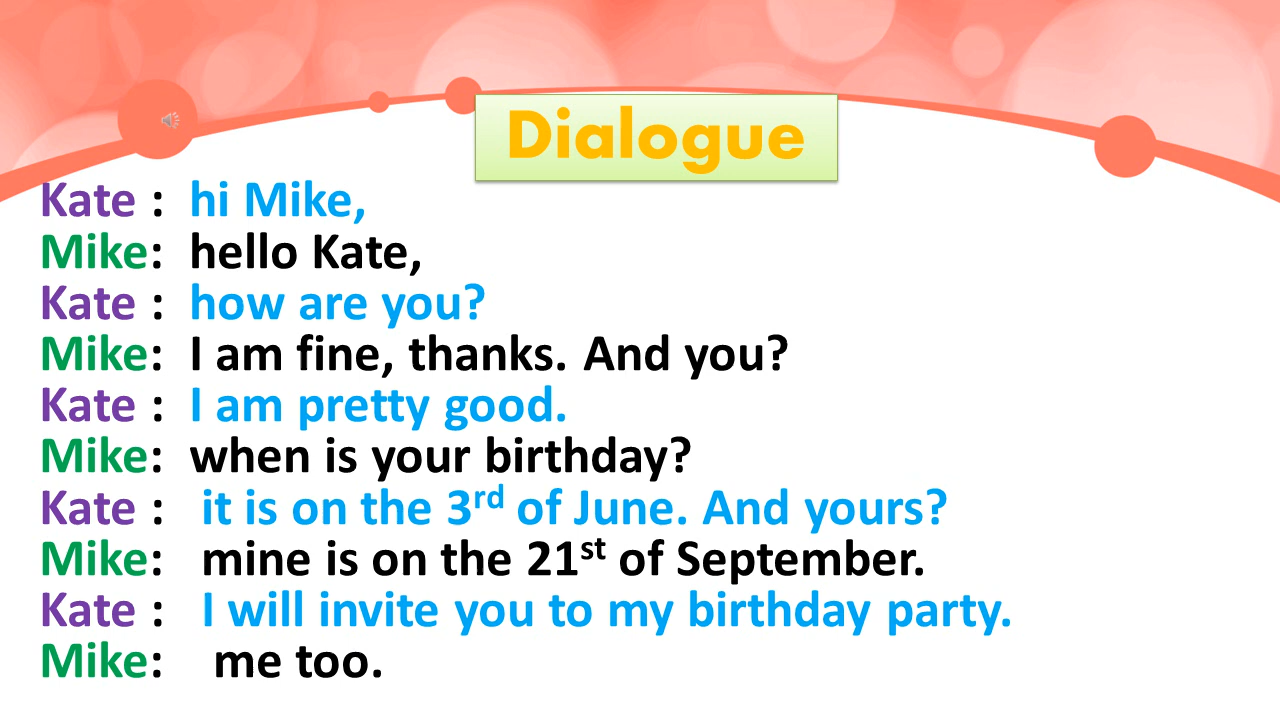 Dialogue
Kate : hi Mike,
Mike: hello Kate,
Kate : how are you?
Mike: I am fine, thanks. And you?
Kate : I am pretty good.
Mike: when is your birthday?
Kate : it is on the 3rd of June. And yours?
Mike: mine is on the 21st of September.
Kate : I will invite you to my birthday party.
Mike: me too.